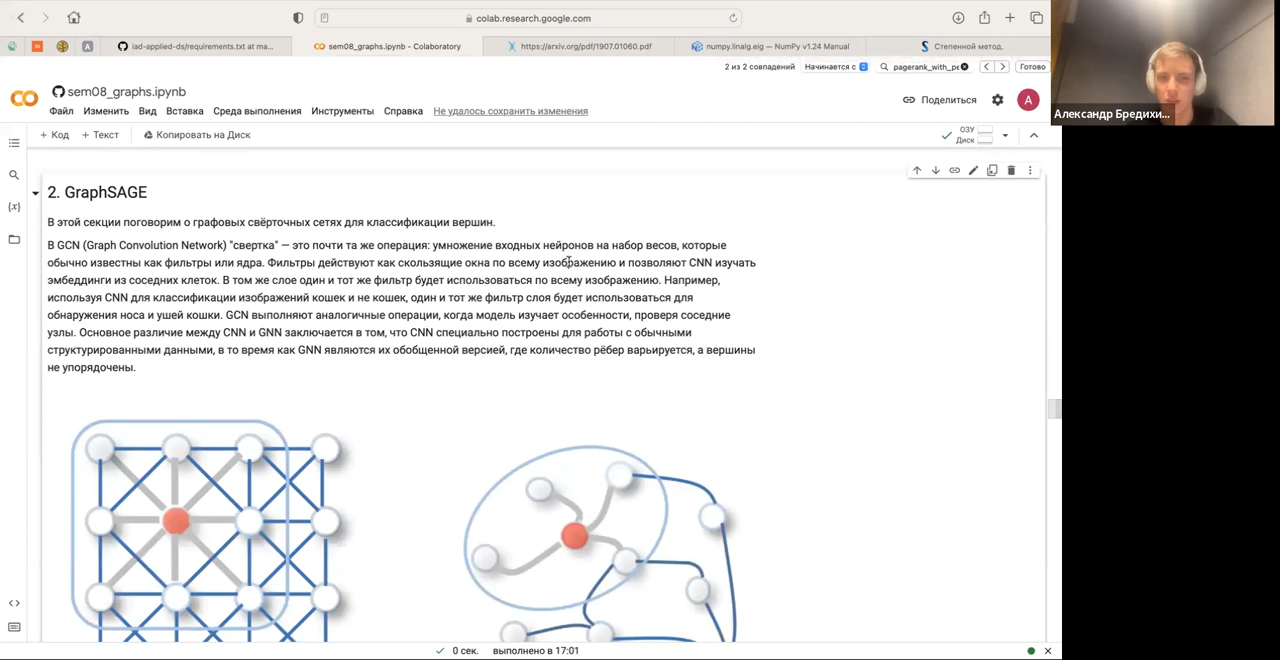 colab.research.google.com
iad-applied-ds/requirements.txt at ma...
sem08_graphs.ipynb - Colaboratory
https://arxiv.org/pdf/1907.01060.pdf
numpy.linalg.eig — NumPy v1.24 Manual
Степенной метод.
2 из 2 совпадений
Начинается с
pagerank_with_pe
Готово
sem08_graphs.ipynb
Файл Изменить Вид Вставка Среда выполнения Инструменты Справка Не удалось сохранить изменения
Поделиться
A
+ Код + Текст
Копировать на Диск
ОЗУ
Диск
Александр Бредихи...
2. GraphSAGE
В этой секции поговорим о графовых свёрточных сетях для классификации вершин.
В GCN (Graph Convolution Network) "свертка" — это почти та же операция: умножение входных нейронов на набор весов, которые
обычно известны как фильтры или ядра. Фильтры действуют как скользящие окна по всему изображению и позволяют CNN изучать
эмбеддинги из соседних клеток. В том же слое один и тот же фильтр будет использоваться по всему изображению. Например,
используя CNN для классификации изображений кошек и не кошек, один и тот же фильтр слоя будет использоваться для
обнаружения носа и ушей кошки. GCN выполняют аналогичные операции, когда модель изучает особенности, проверя соседние
узлы. Основное различие между CNN и GNN заключается в том, что CNN специально построены для работы с обычными
структурированными данными, в то время как GNN являются их обобщенной версией, где количество рёбер варьируется, а вершины
не упорядочены.
0 сек. выполнено в 17:01